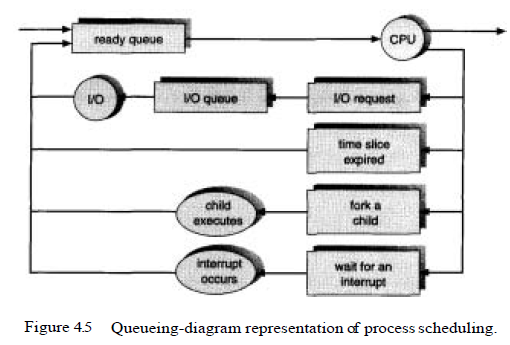 ready queue
CPU
I/O
I/O queue
I/O request
time slice
expired
child
executes
fork a
child
interrupt
occurs
wait for an
interrupt
Figure 4.5 Queueing-diagram representation of process scheduling.